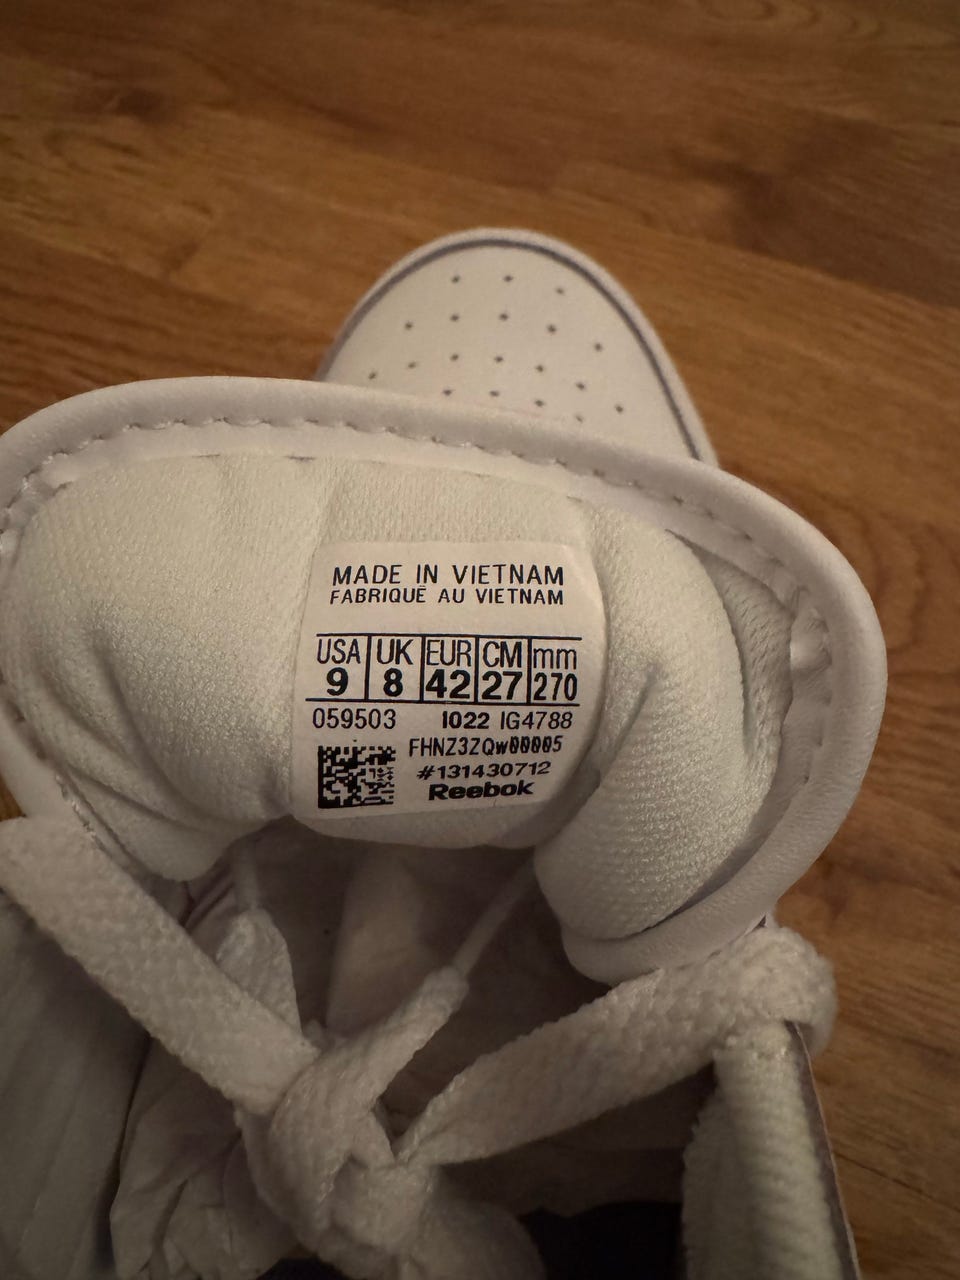 MADE IN VIETNAM
FABRIQUÉ AU VIETNAM
USA UK EUR CM mm
9 8 42 27 270
059503 I022 IG4788
FHNZ3ZQw00005
#131430712
Reebok